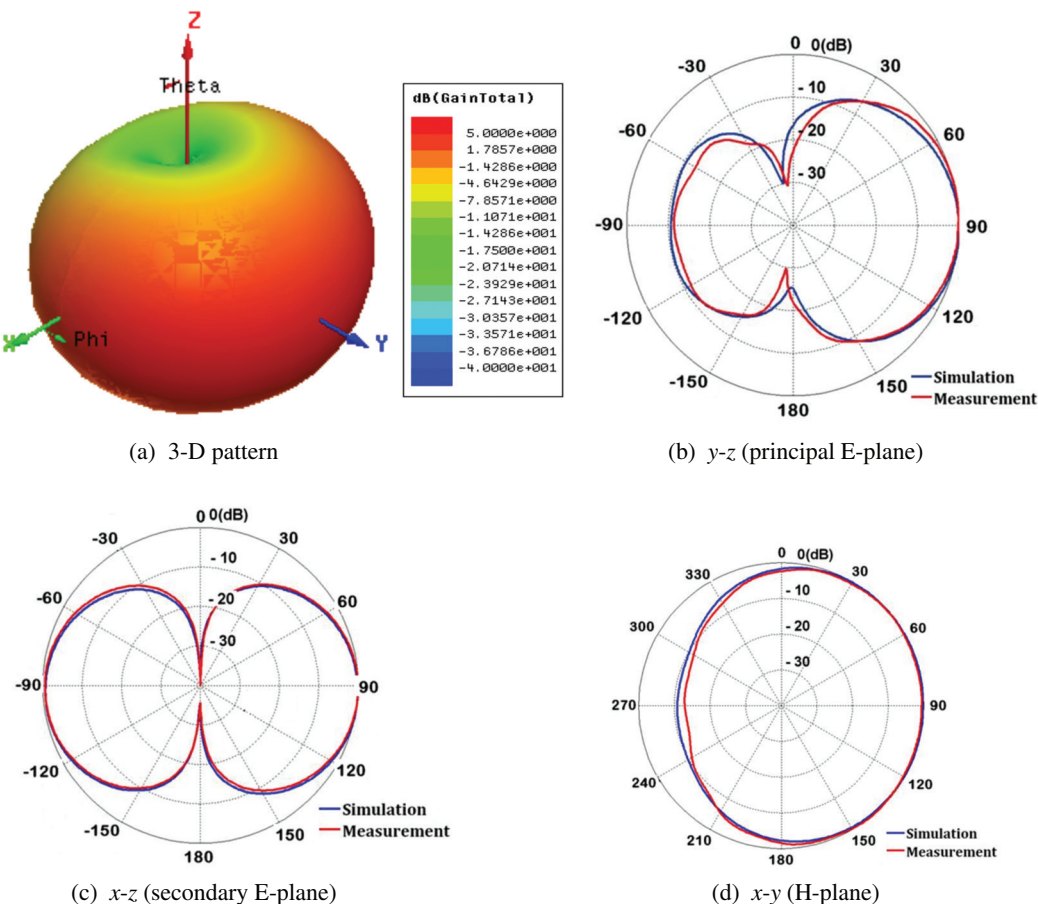 Z
Theta
X
Phi
Y
dB(GainTotal)
5.0000e+000
1.7857e+000
-1.4286e+000
-4.6429e+000
-7.8571e+000
-1.1071e+001
-1.4286e+001
-1.7500e+001
-2.0714e+001
-2.3929e+001
-2.7143e+001
-3.0357e+001
-3.3571e+001
-3.6786e+001
-4.0000e+001
(a) 3-D pattern
0 0(dB)
-30 30
- 10
-60 - 20 60
- 30
-90 90
-120 120
-150 150
180
Simulation
Measurement
(b) y-z (principal E-plane)
0 0(dB)
-30 30
- 10
-60 - 20 60
- 30
-90 90
-120 120
-150 150
180
Simulation
Measurement
(c) x-z (secondary E-plane)
0 0(dB)
330 30
- 10
300 - 20 60
- 30
270 90
240 120
210 150
180
Simulation
Measurement
(d) x-y (H-plane)